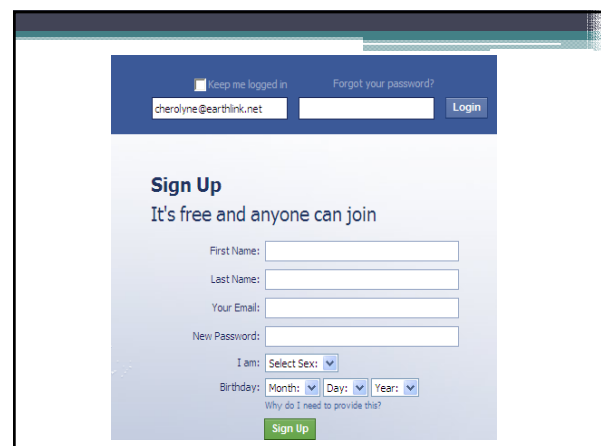 Keep me logged in Forgot your password?
cherolyne@earthlink.net Login
Sign Up
It's free and anyone can join
First Name:
Last Name:
Your Email:
New Password:
I am: Select Sex:
Birthday: Month: Day: Year:
Why do I need to provide this?
Sign Up